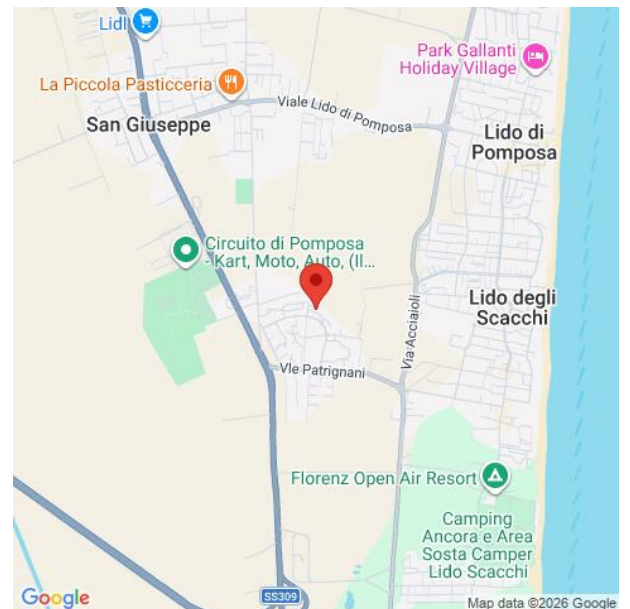 Lidl
Park Gallanti
Holiday Village
La Piccola Pasticceria
Viale Lido di Pomposa
San Giuseppe
Lido di
Pomposa
Circuito di Pomposa
- Kart, Moto, Auto, (Il...
Lido degli
Scacchi
Via Acciaioli
Vle Patrignani
Florenz Open Air Resort
Camping
Ancora e Area
Sosta Camper
Lido Scacchi
Google
SS309
Map data ©2026 Google